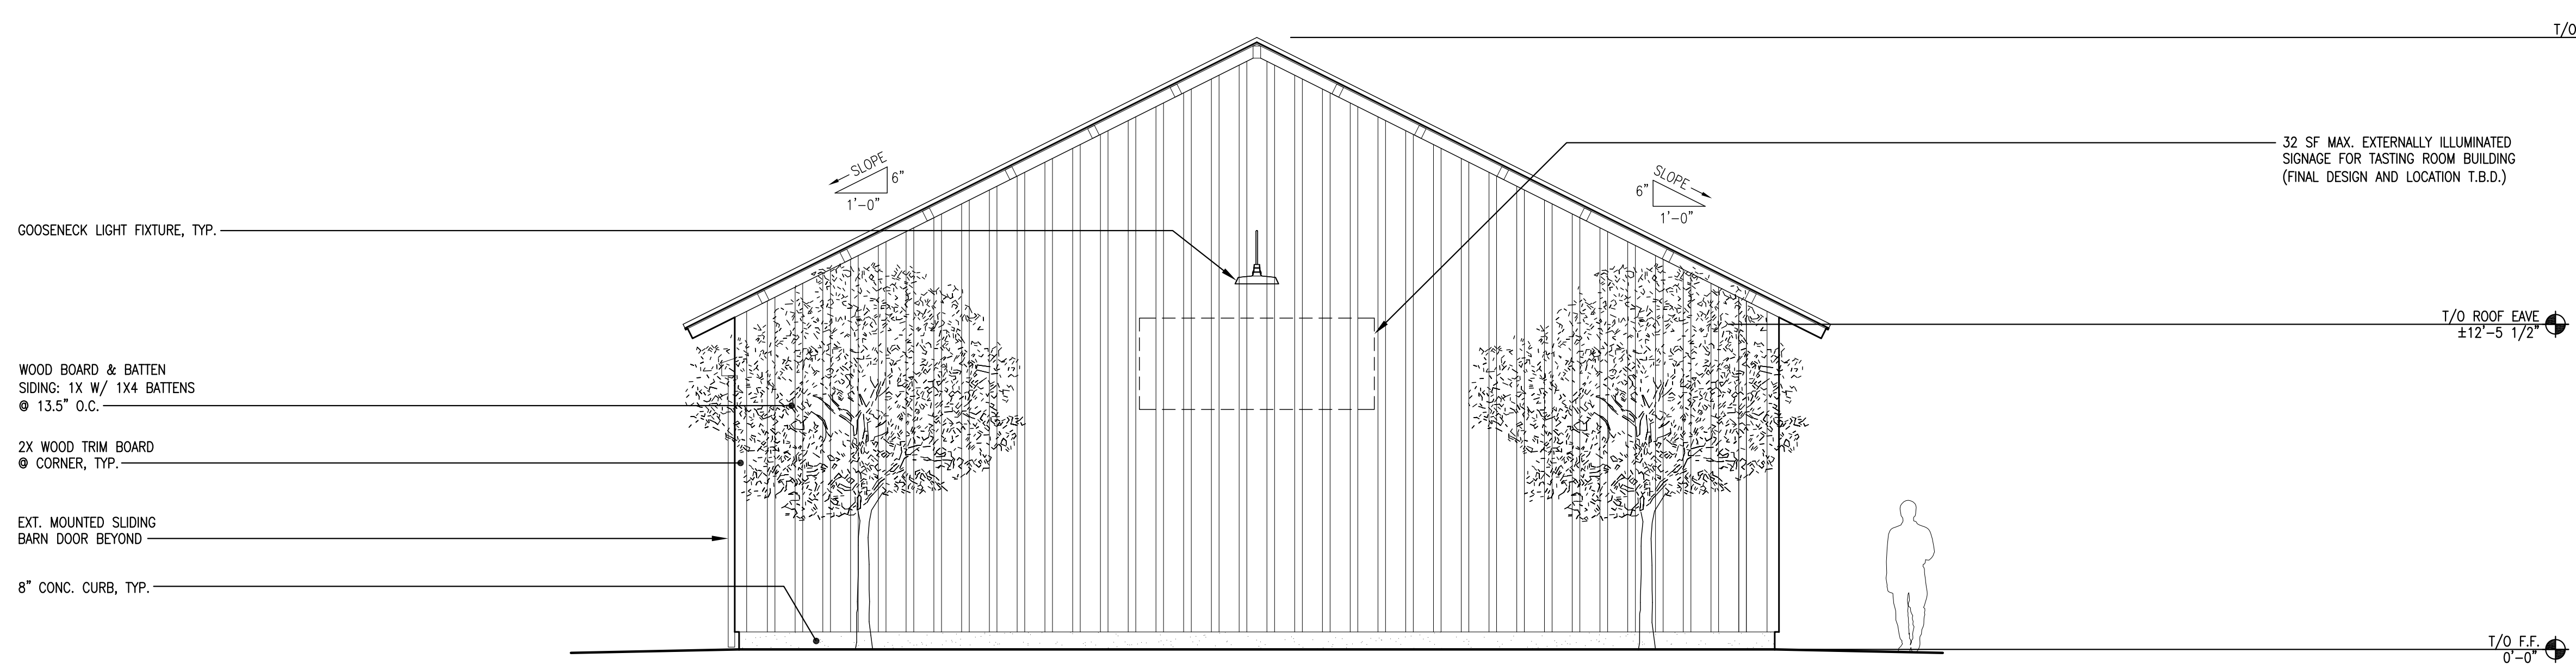 T/O
32 SF MAX. EXTERNALLY ILLUMINATED
SIGNAGE FOR TASTING ROOM BUILDING
(FINAL DESIGN AND LOCATION T.B.D.)
SLOPE
6"
1'-0"
SLOPE
6"
1'-0"
GOOSENECK LIGHT FIXTURE, TYP.
T/O ROOF EAVE
±12'-5 1/2"
WOOD BOARD & BATTEN
SIDING: 1X W/ 1X4 BATTENS
@ 13.5" O.C.
2X WOOD TRIM BOARD
@ CORNER, TYP.
EXT. MOUNTED SLIDING
BARN DOOR BEYOND
8" CONC. CURB, TYP.
T/O F.F.
0'-0"